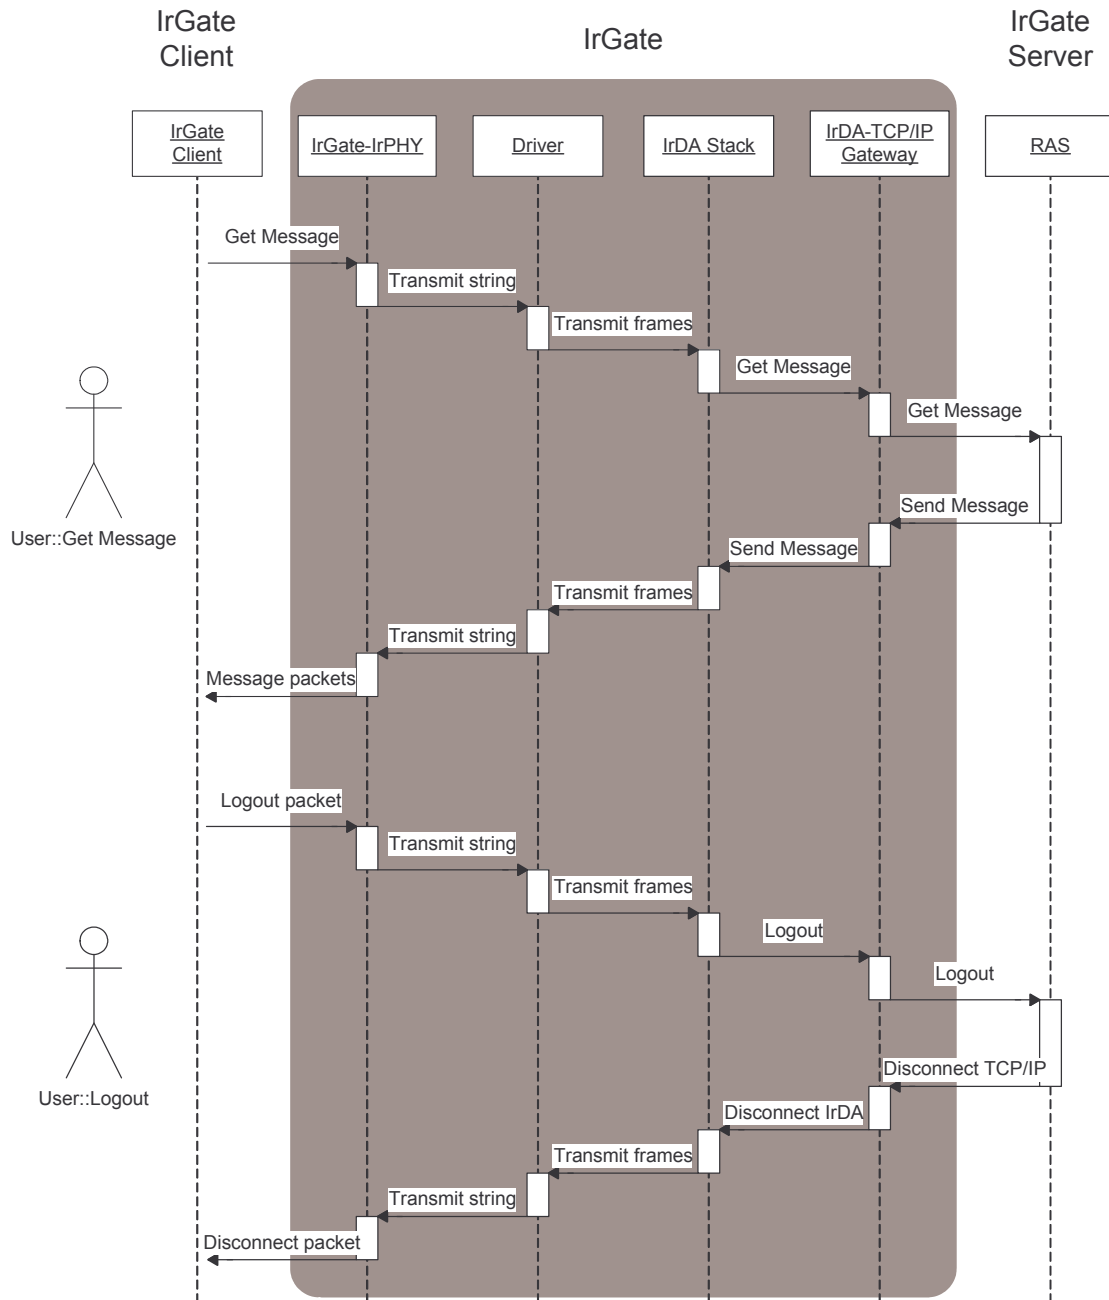 IrGate
Client
IrGate
IrGate
Server
IrGate
Client
IrGate-IrPHY
Driver
IrDA Stack
IrDA-TCP/IP
Gateway
RAS
Get Message
Transmit string
Transmit frames
Get Message
Get Message
User::Get Message
Send Message
Send Message
Transmit frames
Transmit string
Message packets
Logout packet
Transmit string
Transmit frames
Logout
Logout
User::Logout
Disconnect TCP/IP
Disconnect IrDA
Transmit frames
Transmit string
Disconnect packet